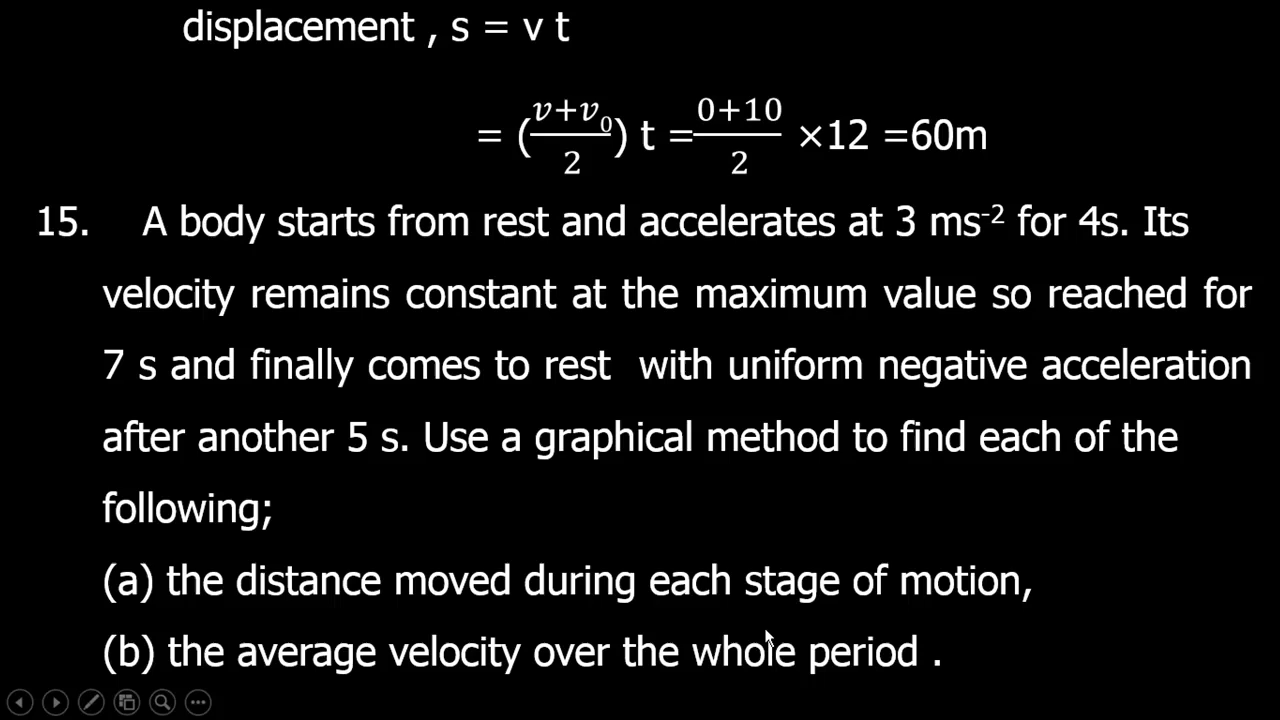 displacement , s = v t
= (v+v₀/2) t = 0+10/2 ×12 =60m
15. A body starts from rest and accelerates at 3 ms⁻² for 4s. Its
velocity remains constant at the maximum value so reached for
7 s and finally comes to rest with uniform negative acceleration
after another 5 s. Use a graphical method to find each of the
following;
(a) the distance moved during each stage of motion,
(b) the average velocity over the whole period .